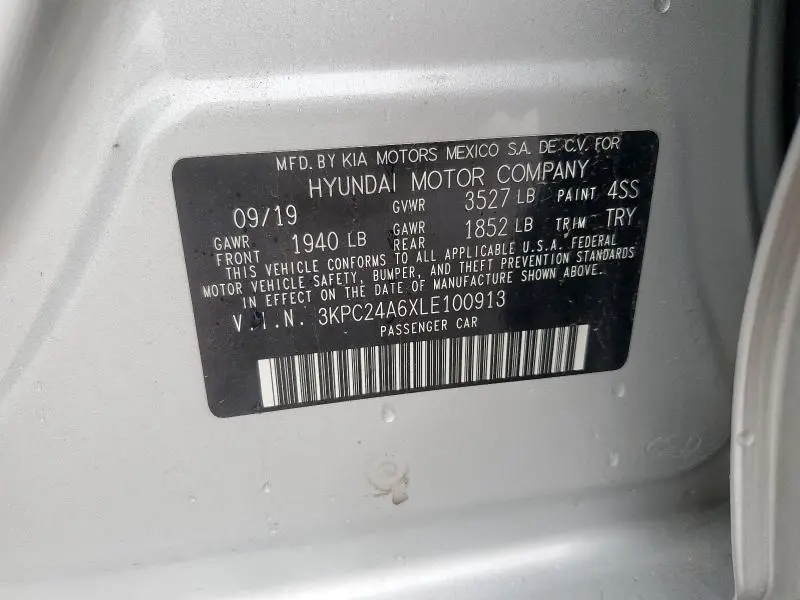 MFD. BY KIA MOTORS MEXICO S.A. DE C.V. FOR
HYUNDAI MOTOR COMPANY
09/19 GVWR 3527 LB PAINT 4SS
GAWR FRONT 1940 LB GAWR REAR 1852 LB TRIM TRY
THIS VEHICLE CONFORMS TO ALL APPLICABLE U.S.A. FEDERAL
MOTOR VEHICLE SAFETY, BUMPER, AND THEFT PREVENTION STANDARDS
IN EFFECT ON THE DATE OF MANUFACTURE SHOWN ABOVE.
V.I.N. 3KPC24A6XLE100913
PASSENGER CAR